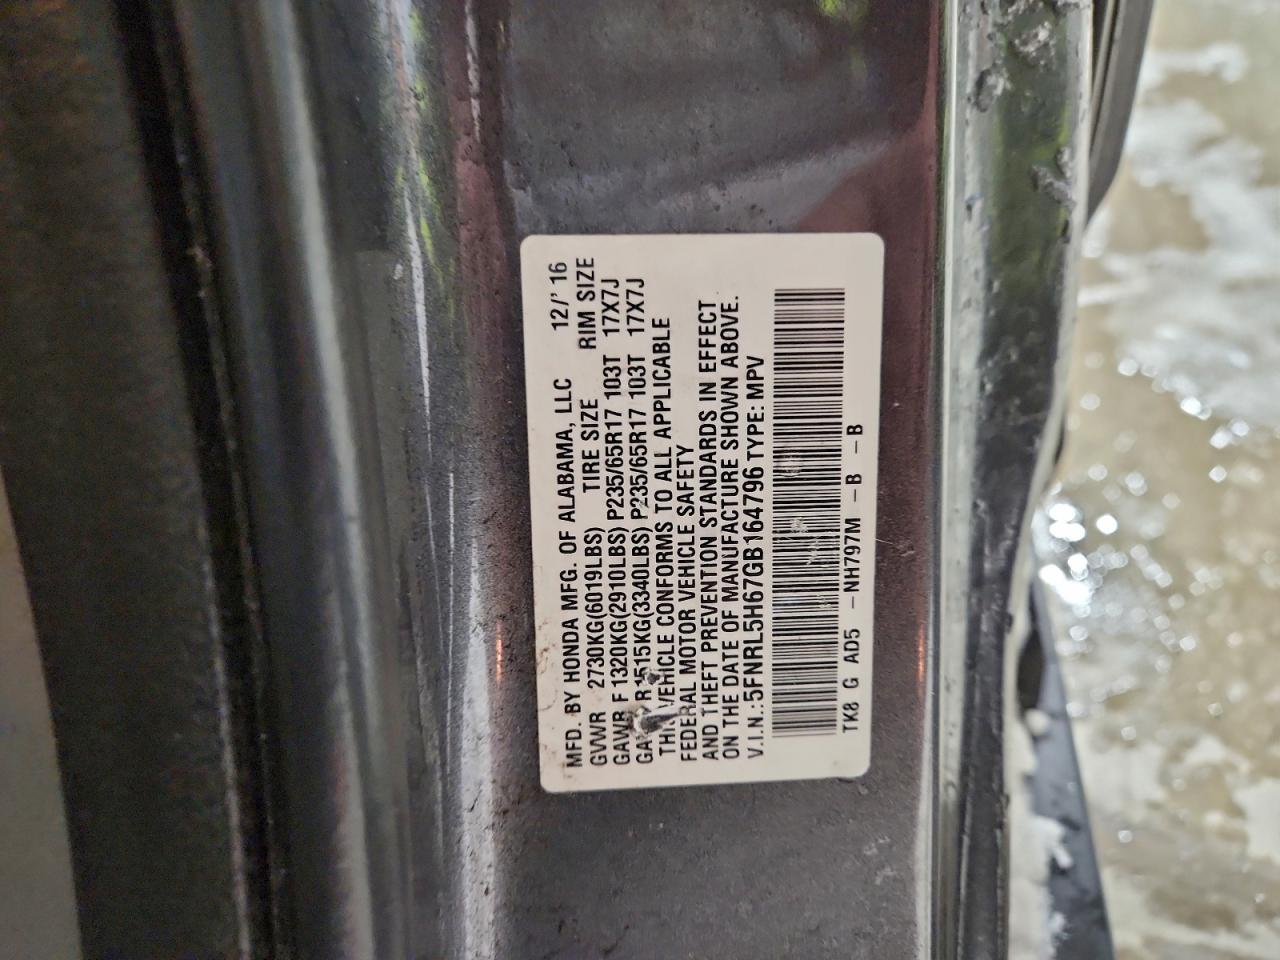 MFD. BY HONDA MFG. OF ALABAMA, LLC 12/' 16
GVWR 2730KG(6019LBS) TIRE SIZE RIM SIZE
GAWR F 1320KG(2910LBS) P235/65R17 103T 17X7J
GA R1515KG(3340LBS) P235/65R17 103T 17X7J
VEHICLE CONFORMS TO ALL APPLICABLE
FEDERAL MOTOR VEHICLE SAFETY
AND THEFT PREVENTION STANDARDS IN EFFECT
ON THE DATE OF MANUFACTURE SHOWN ABOVE.
V.I.N.: 5FNRL5H67GB164796 TYPE: MPV
TK8 G AD5 -NH797M -B -B